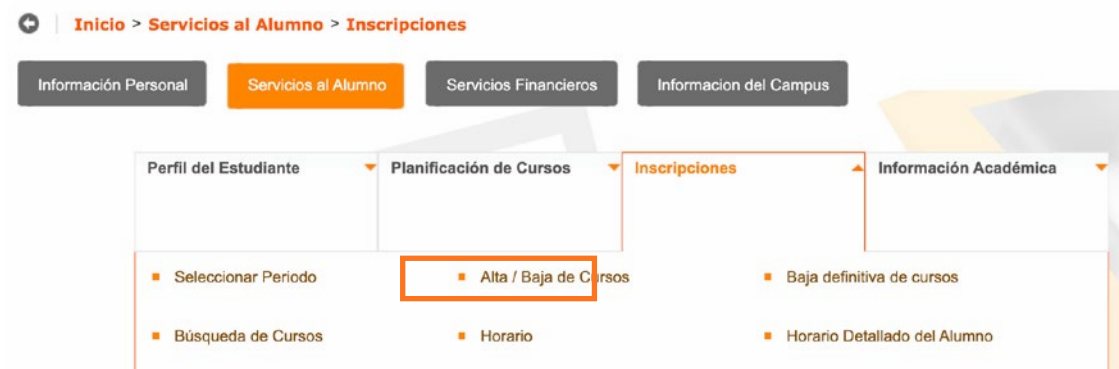 Inicio > Servicios al Alumno > Inscripciones
Información Personal Servicios al Alumno Servicios Financieros Informacion del Campus
Perfil del Estudiante Planificación de Cursos Inscripciones Información Académica
Seleccionar Periodo Alta / Baja de Cursos Baja definitiva de cursos
Búsqueda de Cursos Horario Horario Detallado del Alumno